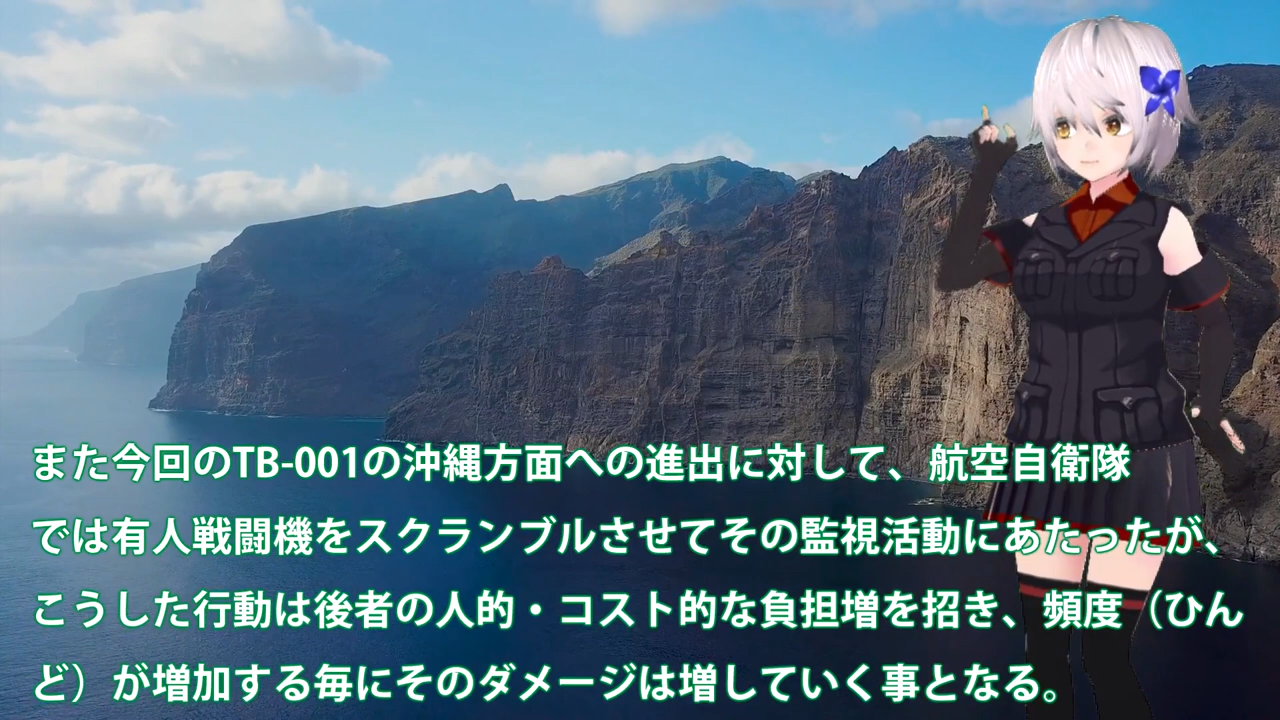 また今回のTB-001の沖縄方面への進出に対して、航空自衛隊
では有人戦闘機をスクランブルさせてその監視活動にあたったが、
こうした行動は後者の人的・コスト的な負担増を招き、頻度（ひん
ど）が増加する毎にそのダメージは増していく事となる。